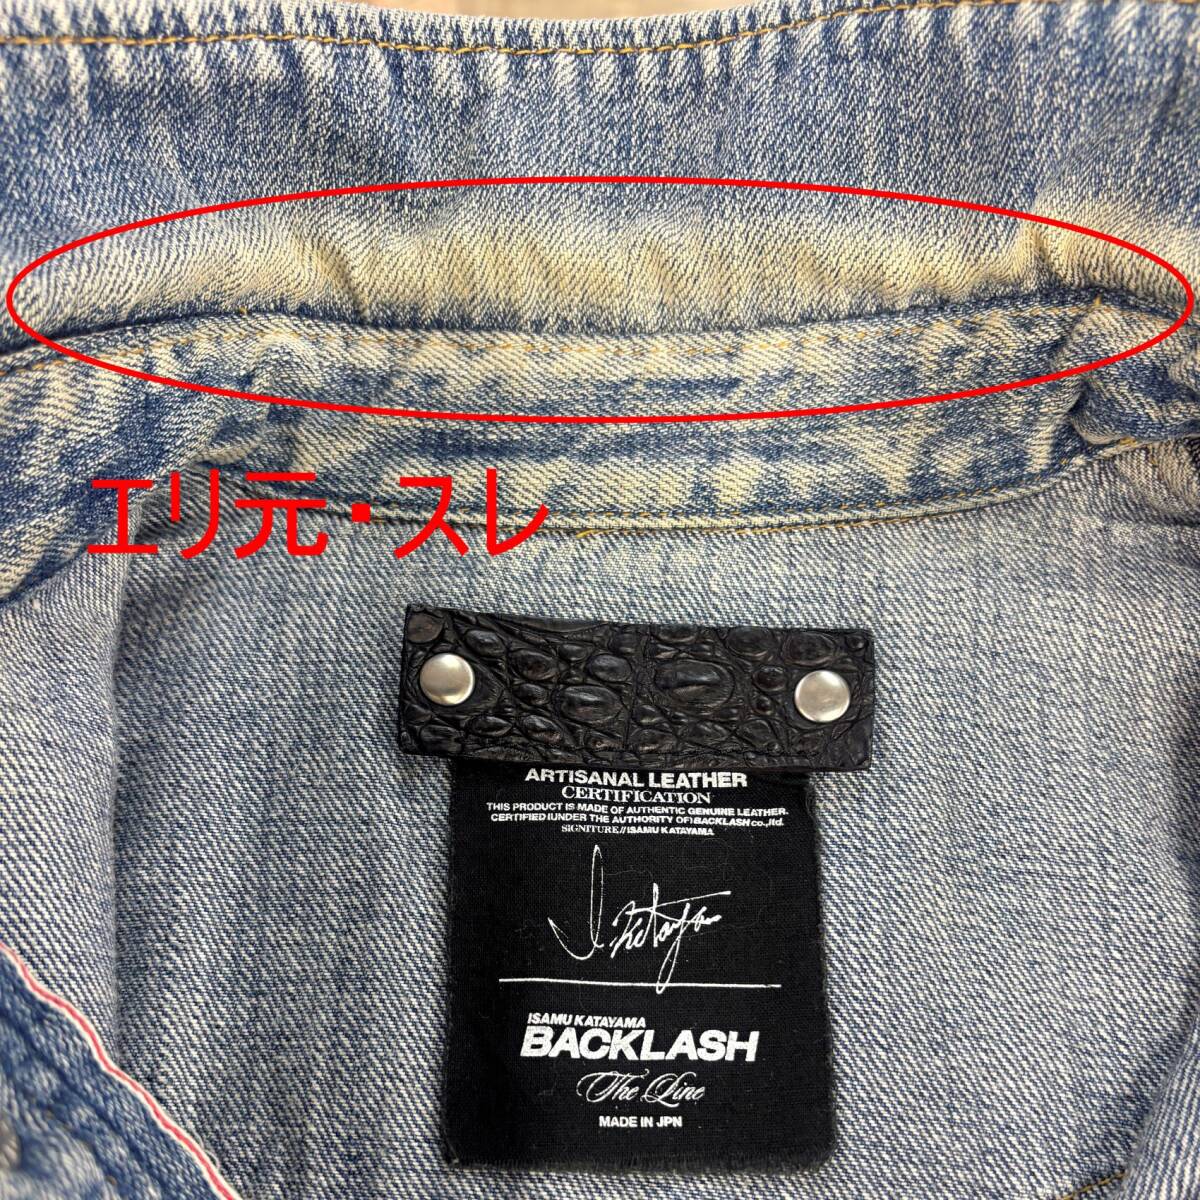 エリ元・スレ
ARTISANAL LEATHER
CERTIFICATION
THIS PRODUCT IS MADE OF AUTHENTIC GENUINE LEATHER.
CERTIFIED(UNDER THE AUTHORITY OF)BACKLASH co.,ltd.
SIGNITURE//ISAMU KATAYAMA
I. Katayama
ISAMU KATAYAMA
BACKLASH
The Line
MADE IN JPN